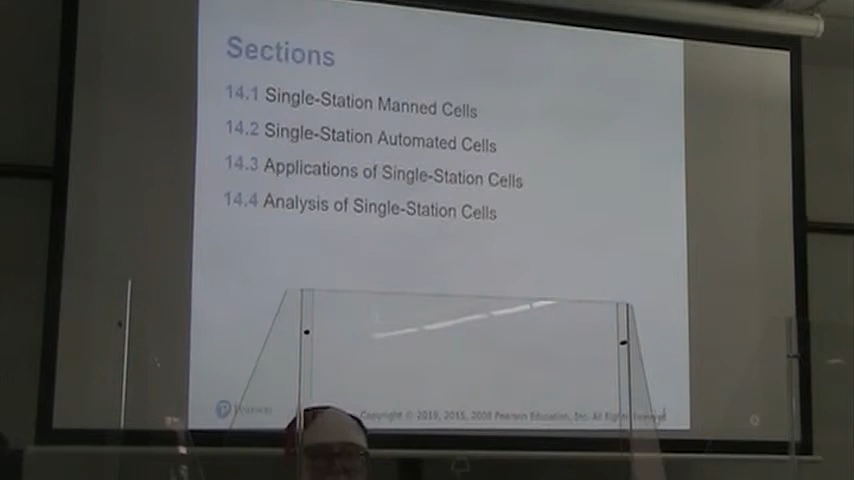 Sections
14.1 Single-Station Manned Cells
14.2 Single-Station Automated Cells
14.3 Applications of Single-Station Cells
14.4 Analysis of Single-Station Cells
Pearson
Copyright © 2019, 2015, 2008 Pearson Education, Inc. All Rights Reserved